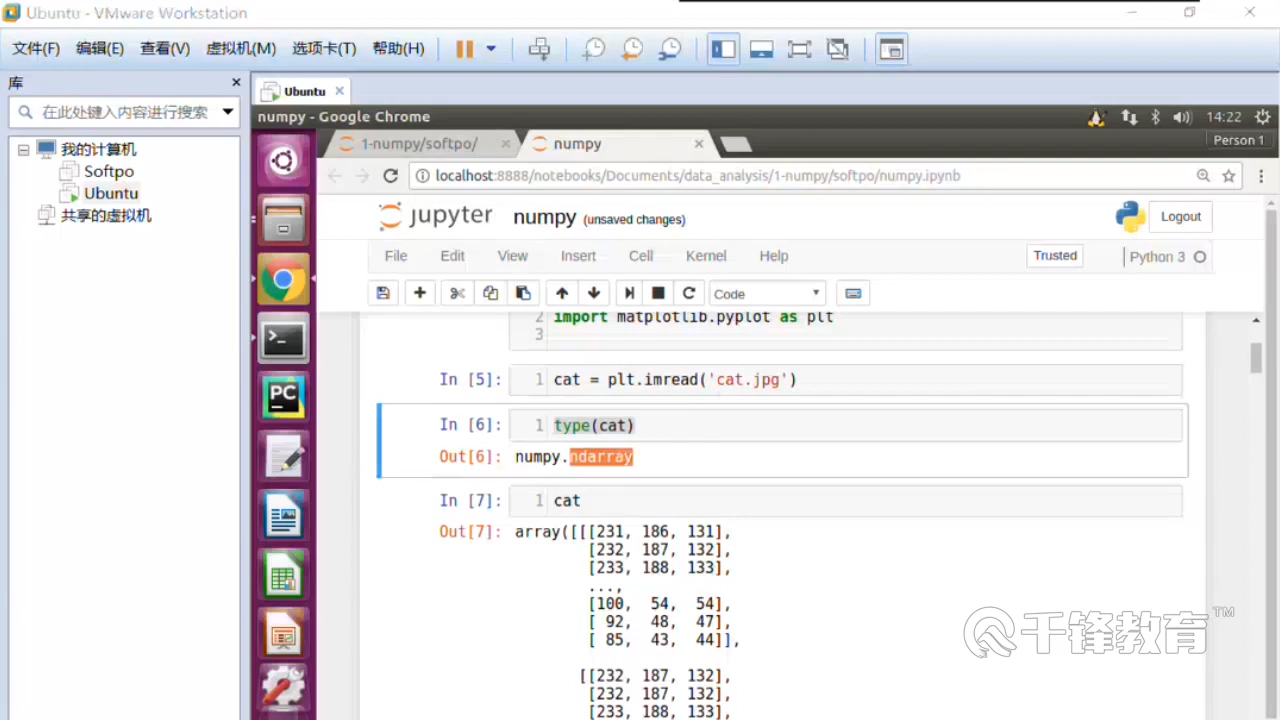 Ubuntu - VMware Workstation
文件(F) 编辑(E) 查看(V) 虚拟机(M) 选项卡(T) 帮助(H)
库
在此处键入内容进行搜索
我的计算机
Softpo
Ubuntu
共享的虚拟机
Ubuntu
numpy - Google Chrome
14:22
1-numpy/softpo/
numpy
Person 1
localhost:8888/notebooks/Documents/data_analysis/1-numpy/softpo/numpy.ipynb
jupyter numpy (unsaved changes)
Logout
File Edit View Insert Cell Kernel Help
Trusted
Python 3
Code
2 import matplotlib.pyplot as plt
3
In [5]: 1 cat = plt.imread('cat.jpg')
In [6]: 1 type(cat)
Out[6]: numpy.ndarray
In [7]: 1 cat
Out[7]: array([[[231, 186, 131],
[232, 187, 132],
[233, 188, 133],
...,
[100, 54, 54],
[ 92, 48, 47],
[ 85, 43, 44]],
[[232, 187, 132],
[232, 187, 132],
[233, 188, 133],
PC
千锋教育 TM